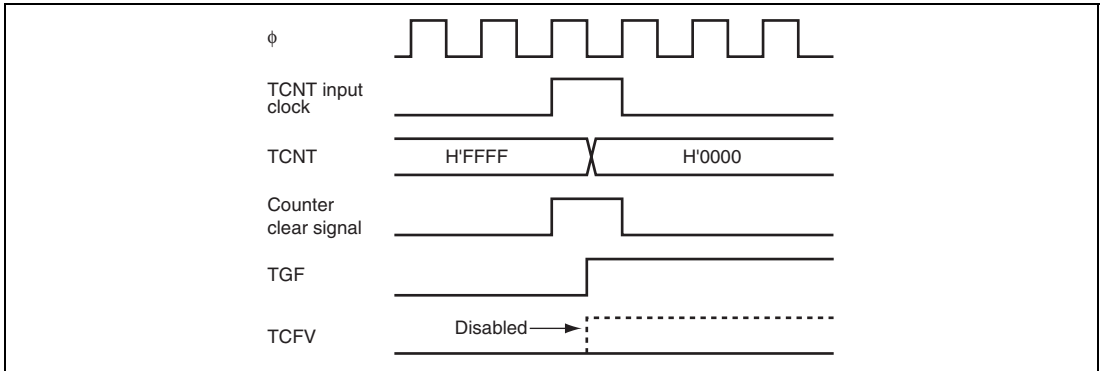 ϕ
TCNT input
clock
TCNT
H'FFFF
H'0000
Counter
clear signal
TGF
TCFV
Disabled